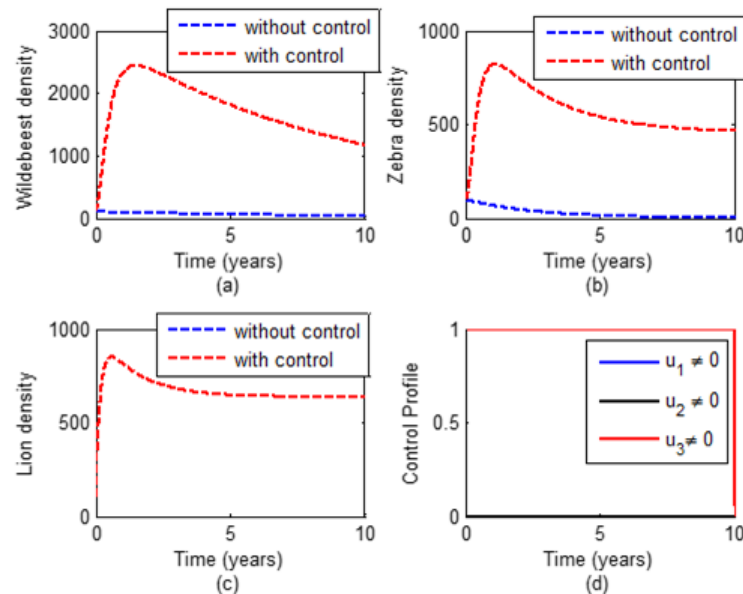 3000
2000
1000
0
Wildebeest density
without control
with control
0 5 10
Time (years)
(a)
1000
500
0
Zebra density
without control
with control
0 5 10
Time (years)
(b)
1000
500
0
Lion density
without control
with control
0 5 10
Time (years)
(c)
1
0.5
0
Control Profile
u₁ ≠ 0
u₂ ≠ 0
u₃≠ 0
0 5 10
Time (years)
(d)